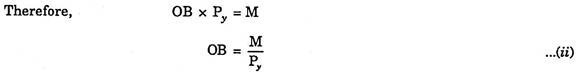 Therefore, OB × P_y = M
OB = M/P_y ...(ii)